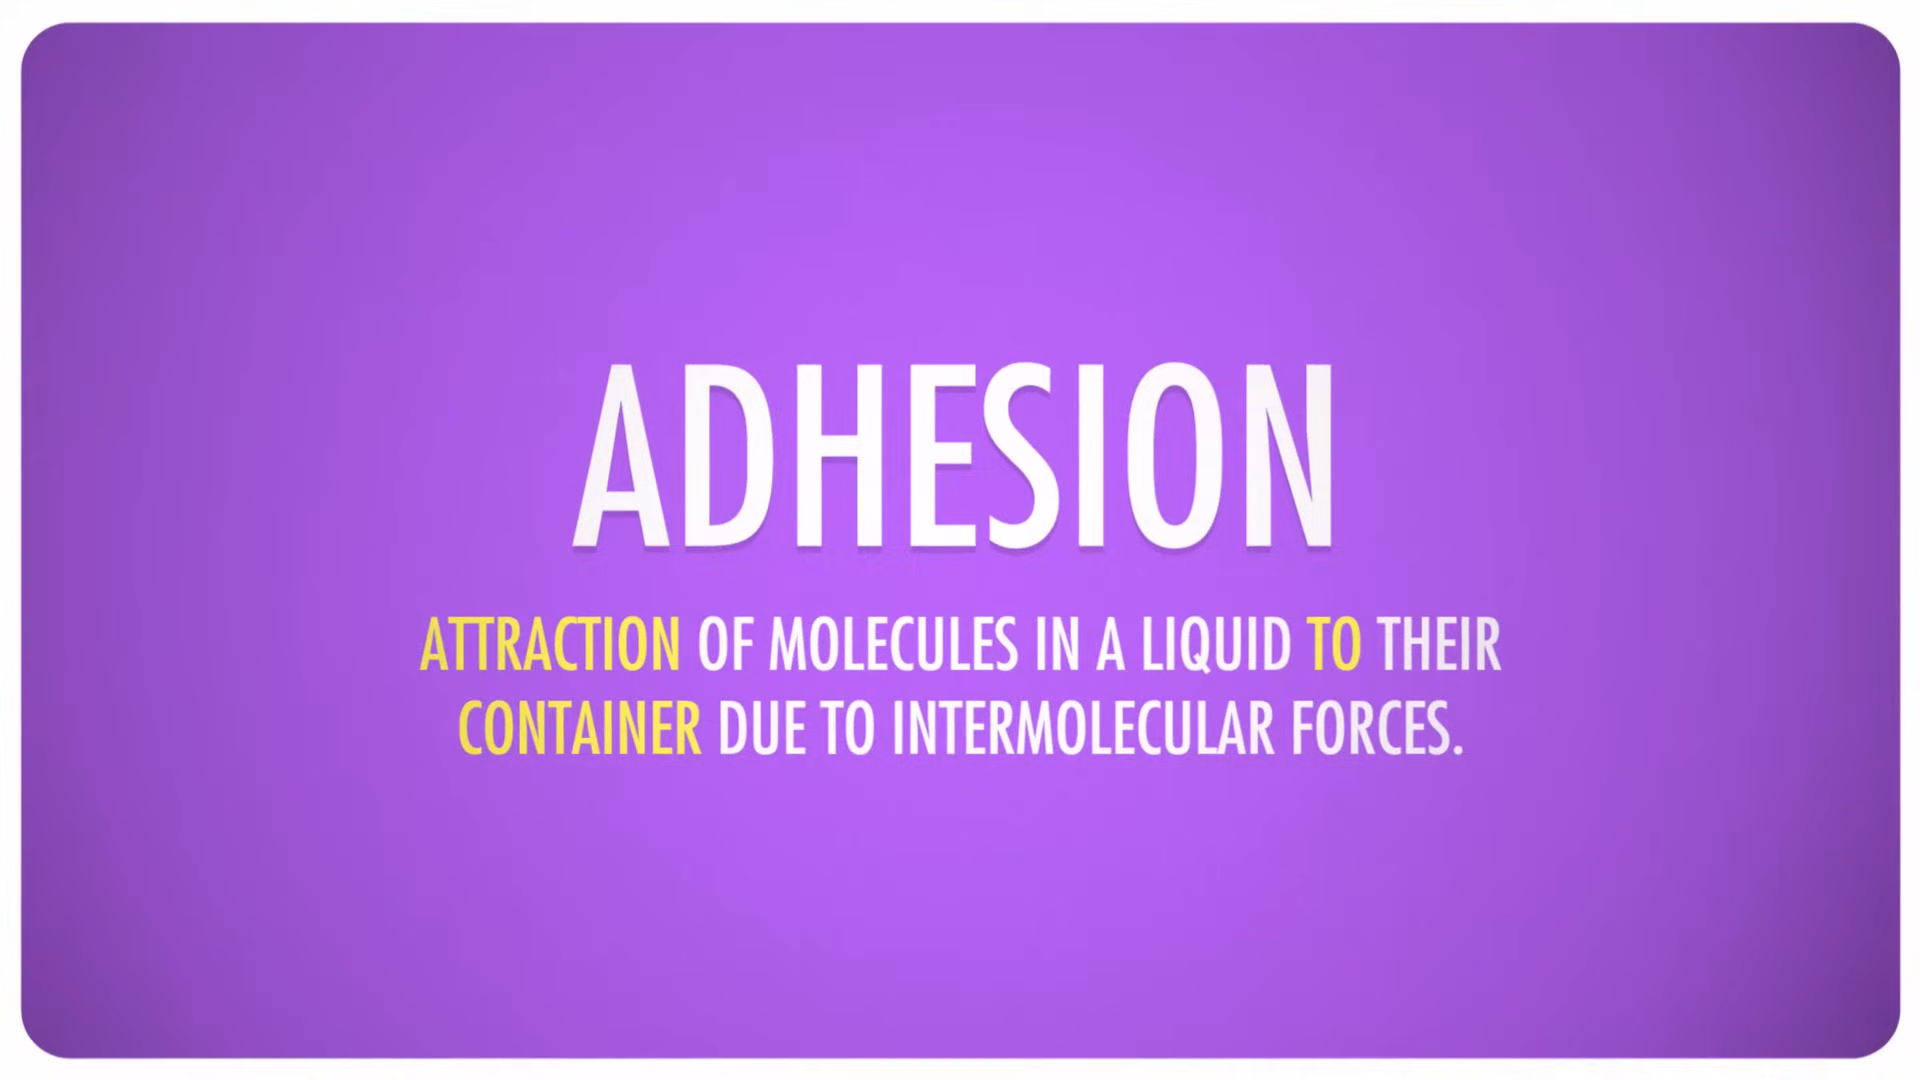 ADHESION
ATTRACTION OF MOLECULES IN A LIQUID TO THEIR
CONTAINER DUE TO INTERMOLECULAR FORCES.